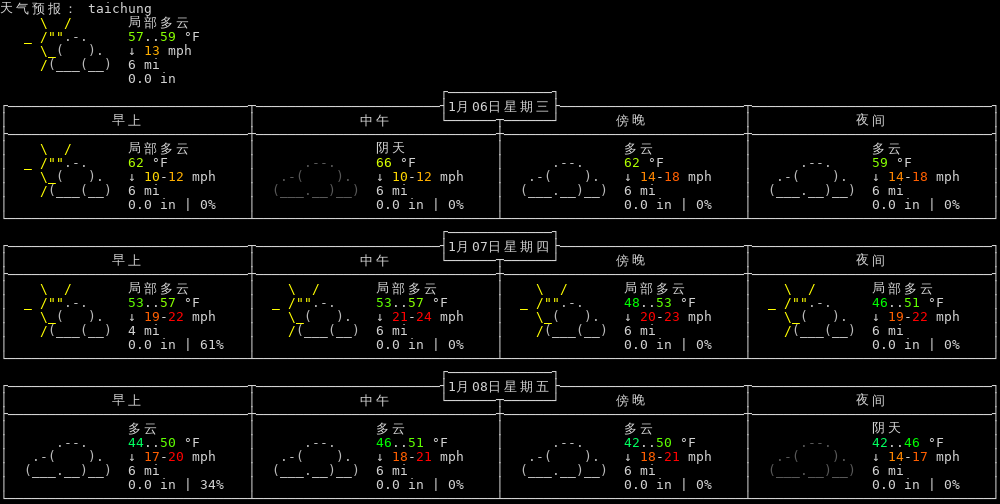 天气预报： taichung
局部多云
57..59 °F
↓ 13 mph
6 mi
0.0 in
1月06日星期三
早上 中午 傍晚 夜间
局部多云 阴天 多云 多云
62 °F 66 °F 62 °F 59 °F
↓ 10-12 mph ↓ 10-12 mph ↓ 14-18 mph ↓ 14-18 mph
6 mi 6 mi 6 mi 6 mi
0.0 in | 0% 0.0 in | 0% 0.0 in | 0% 0.0 in | 0%
1月07日星期四
早上 中午 傍晚 夜间
局部多云 局部多云 局部多云 局部多云
53..57 °F 53..57 °F 48..53 °F 46..51 °F
↓ 19-22 mph ↓ 21-24 mph ↓ 20-23 mph ↓ 19-22 mph
4 mi 6 mi 6 mi 6 mi
0.0 in | 61% 0.0 in | 0% 0.0 in | 0% 0.0 in | 0%
1月08日星期五
早上 中午 傍晚 夜间
多云 多云 多云 阴天
44..50 °F 46..51 °F 42..50 °F 42..46 °F
↓ 17-20 mph ↓ 18-21 mph ↓ 18-21 mph ↓ 14-17 mph
6 mi 6 mi 6 mi 6 mi
0.0 in | 34% 0.0 in | 0% 0.0 in | 0% 0.0 in | 0%